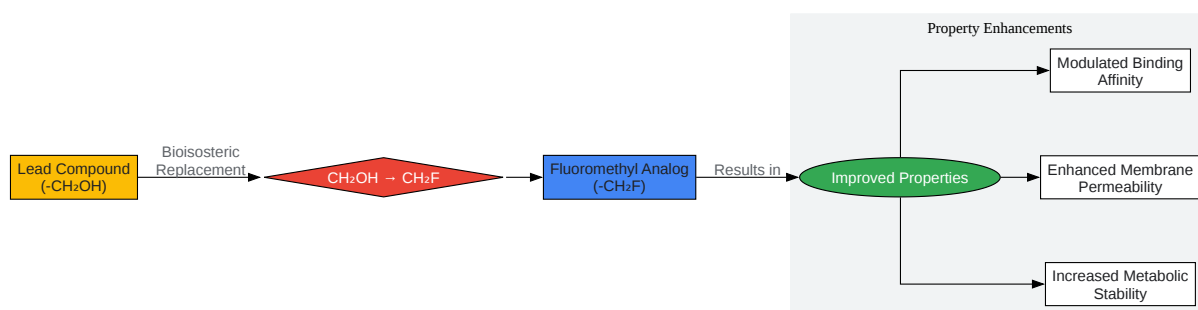 Property Enhancements
Modulated Binding
Affinity
Lead Compound
(-CH₂OH)
Bioisosteric
Replacement
CH₂OH → CH₂F
Fluoromethyl Analog
(-CH₂F)
Results in
Improved Properties
Enhanced Membrane
Permeability
Increased Metabolic
Stability